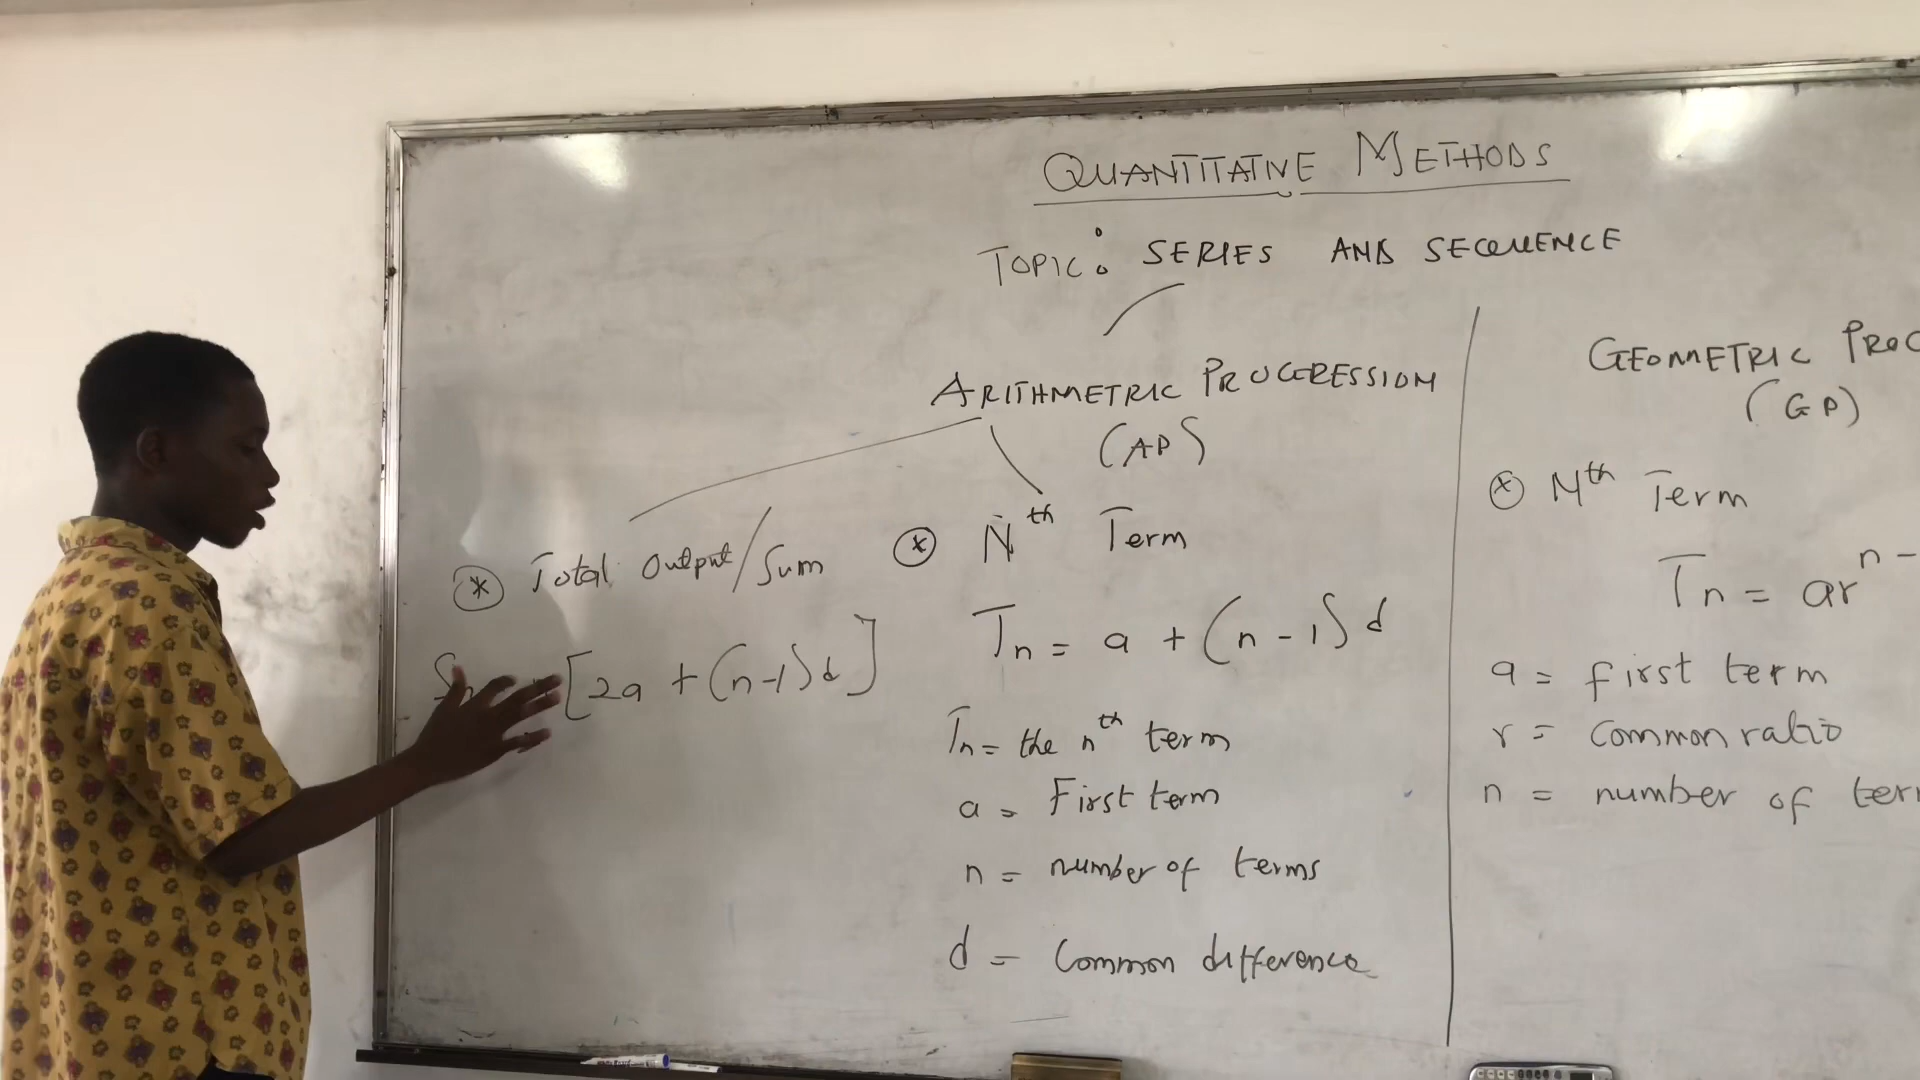 QUANTITATIVE METHODS
TOPIC: SERIES AND SEQUENCE
ARITHMETRIC PROGRESSION
(AP)
* Total Output/Sum
[2a + (n-1)d]
* Nth Term
Tn = a + (n-1)d
Tn = the nth term
a = First term
n = number of terms
d = Common difference
GEOMETRIC PROG
(GP)
* Nth Term
Tn = ar^n-
a = first term
r = common ratio
n = number of ter